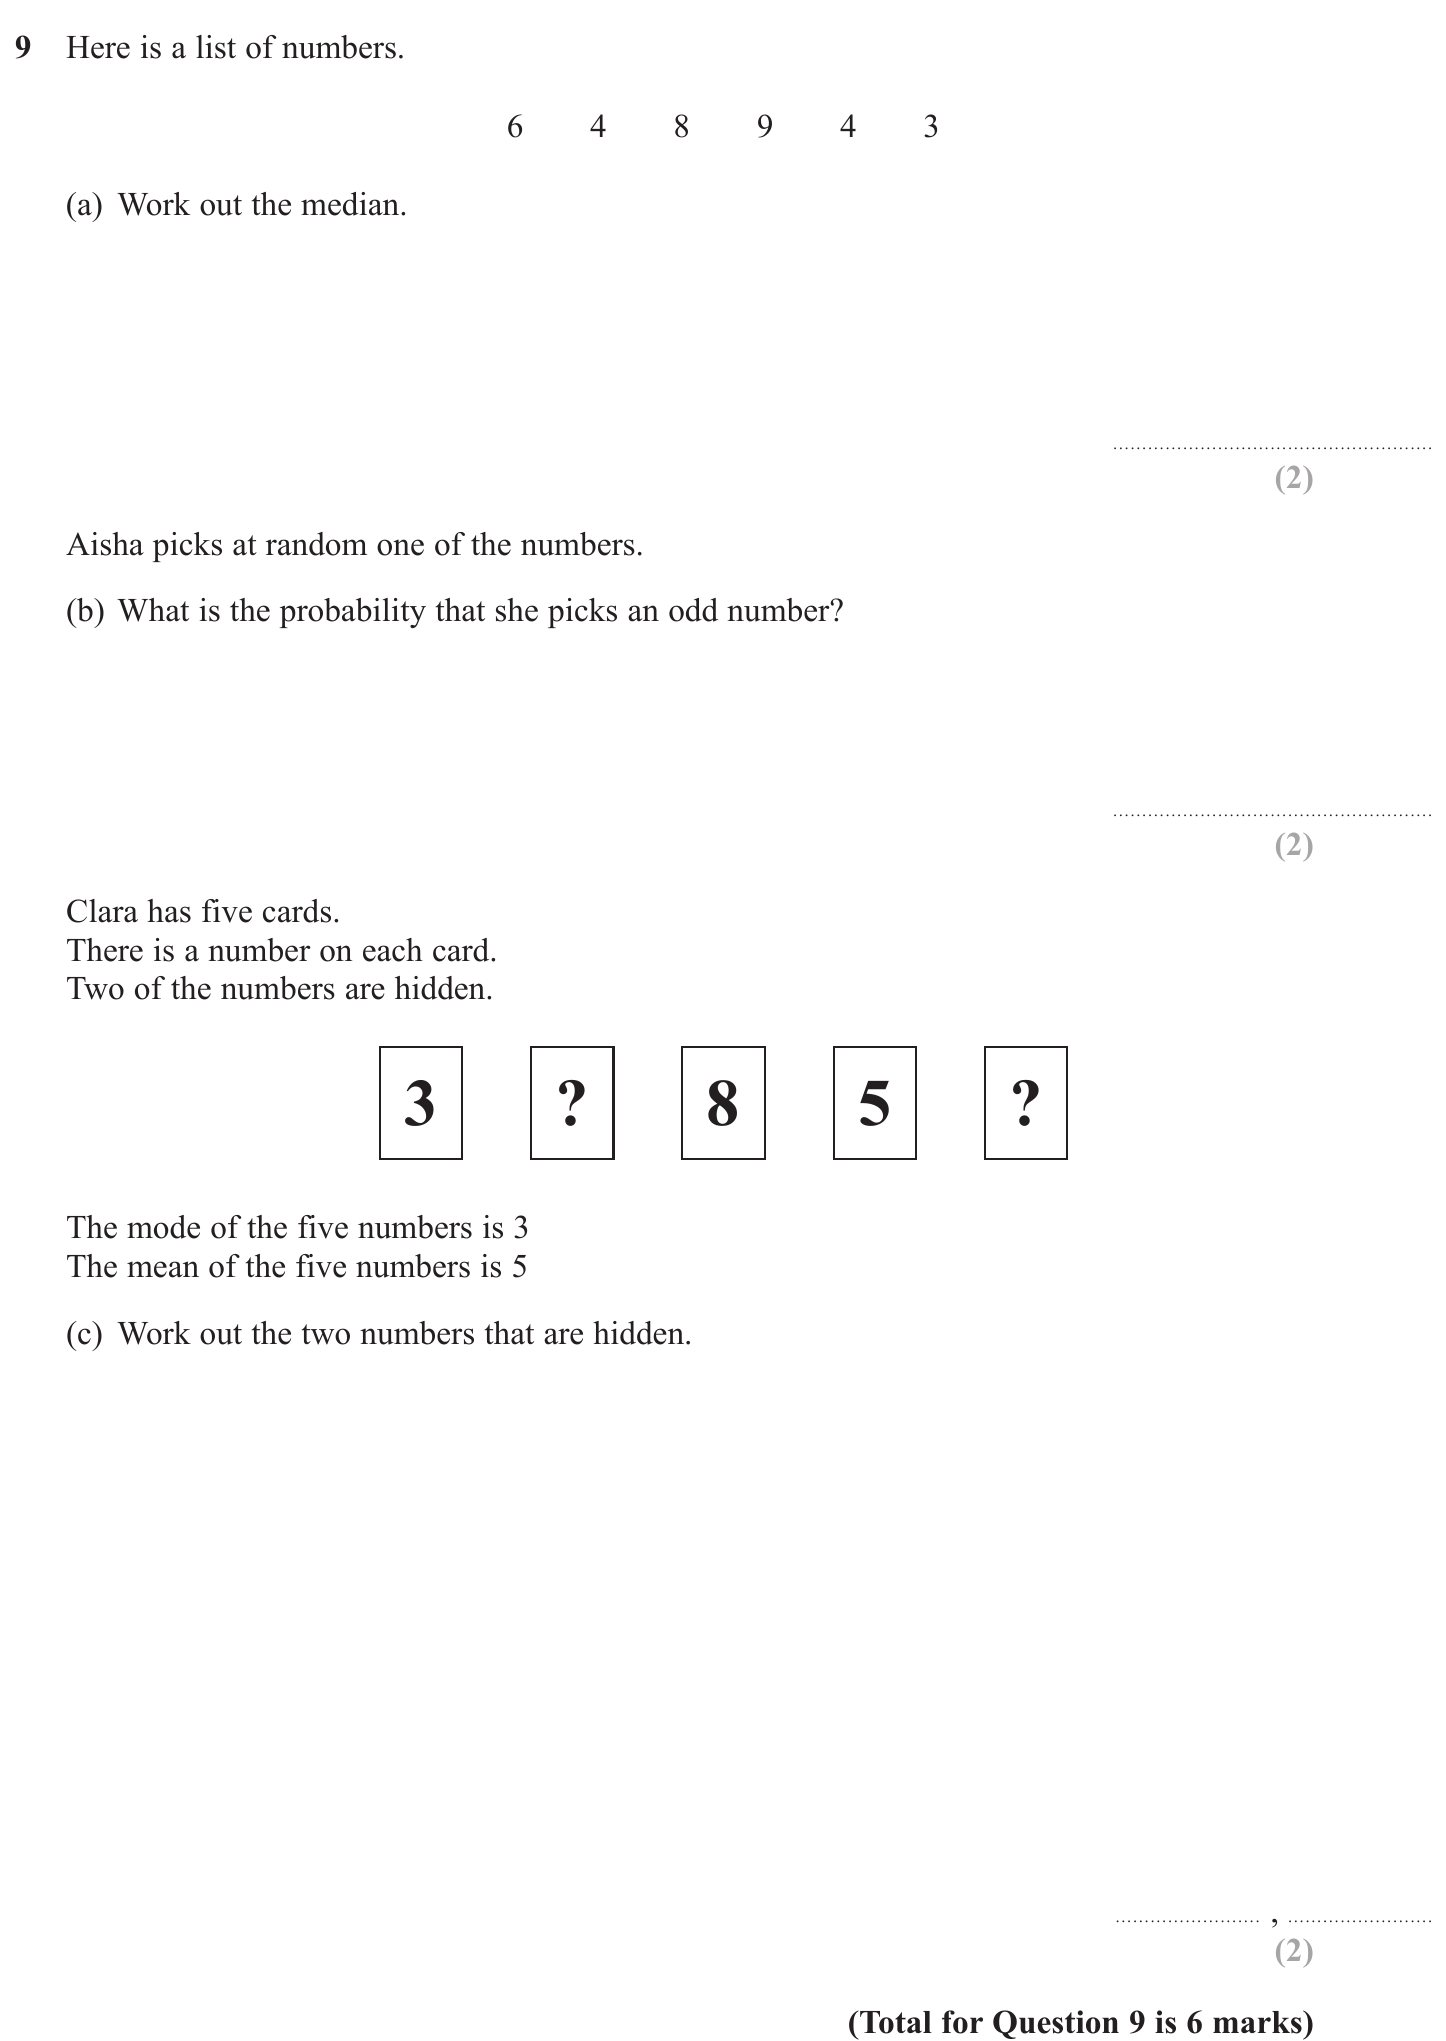 9 Here is a list of numbers.
6 4 8 9 4 3
(a) Work out the median.
(2)
Aisha picks at random one of the numbers.
(b) What is the probability that she picks an odd number?
(2)
Clara has five cards.
There is a number on each card.
Two of the numbers are hidden.
3 ? 8 5 ?
The mode of the five numbers is 3
The mean of the five numbers is 5
(c) Work out the two numbers that are hidden.
,
(2)
(Total for Question 9 is 6 marks)